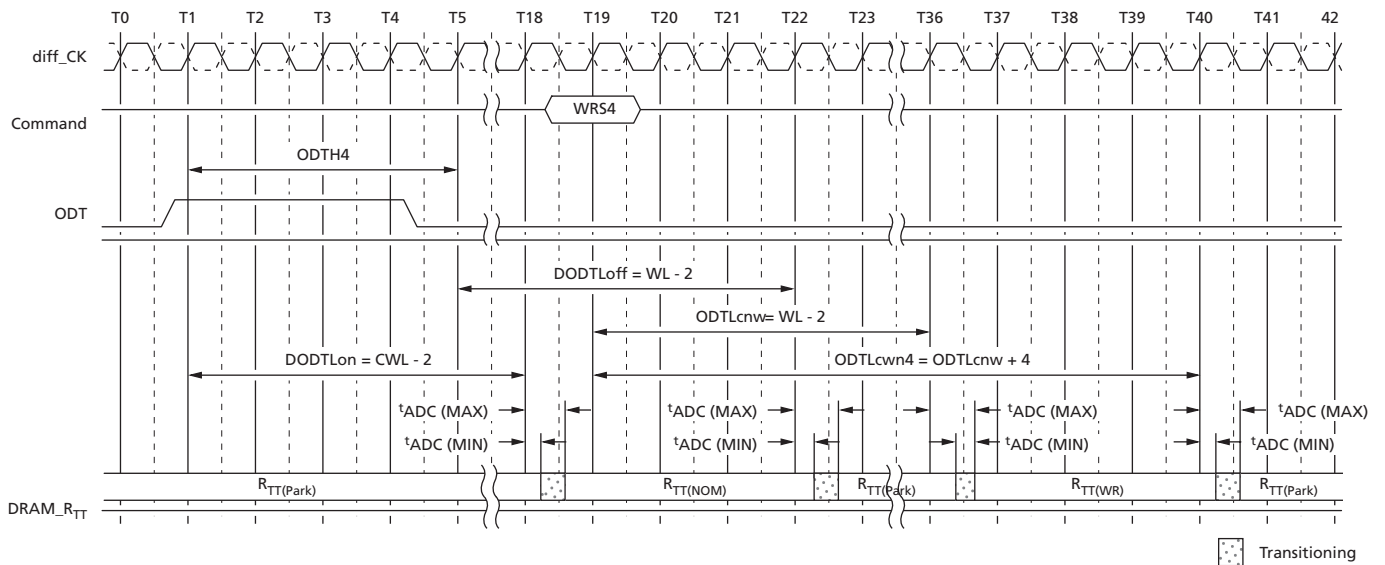 T0 T1 T2 T3 T4 T5 T18 T19 T20 T21 T22 T23 T36 T37 T38 T39 T40 T41 42
diff_CK
Command
WRS4
ODTH4
ODT
DODTLoff = WL - 2
ODTLcnw= WL - 2
DODTLon = CWL - 2
ODTLcwn4 = ODTLcnw + 4
tADC (MAX) tADC (MAX) tADC (MAX) tADC (MAX)
tADC (MIN) tADC (MIN) tADC (MIN) tADC (MIN)
RTT(Park) RTT(NOM) RTT(Park) RTT(WR) RTT(Park)
DRAM_RTT
Transitioning